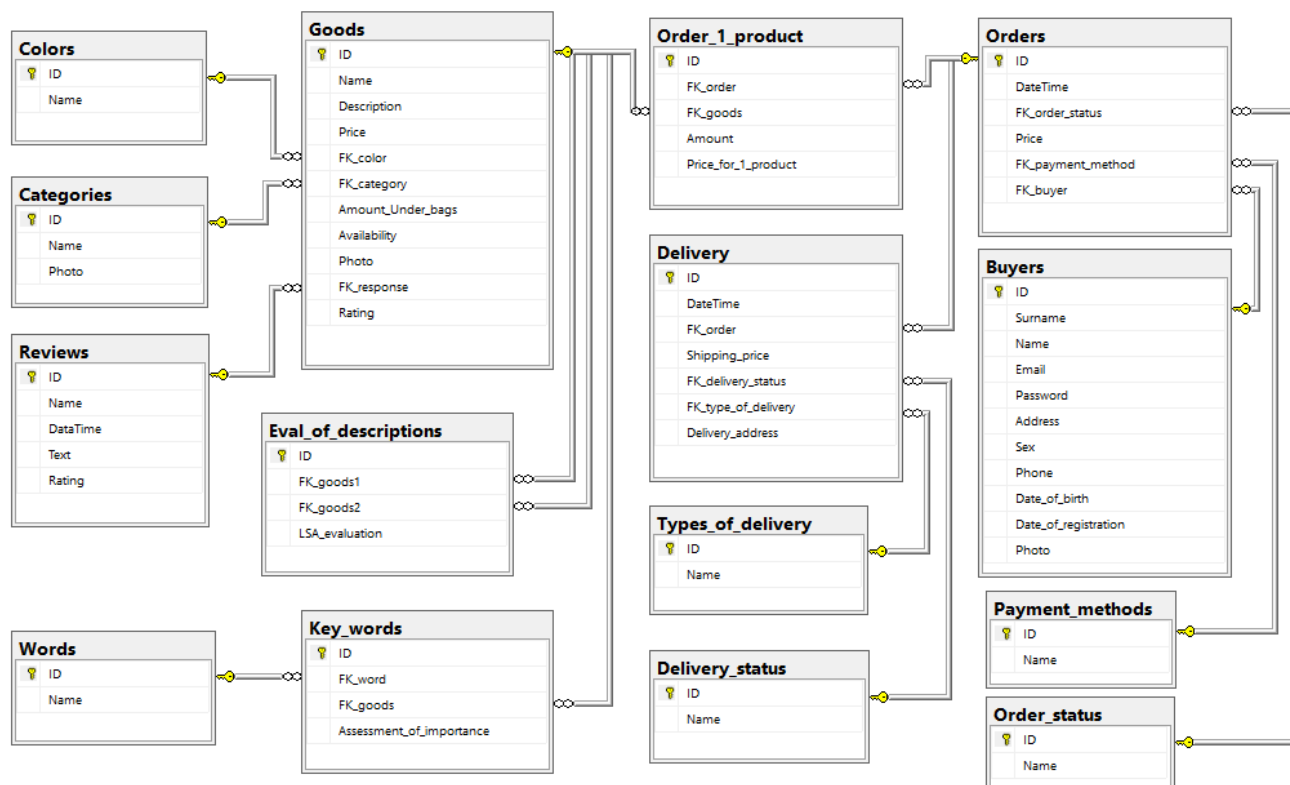 Colors
ID
Name
Categories
ID
Name
Photo
Reviews
ID
Name
DataTime
Text
Rating
Words
ID
Name
Goods
ID
Name
Description
Price
FK_color
FK_category
Amount_Under_bags
Availability
Photo
FK_response
Rating
Eval_of_descriptions
ID
FK_goods1
FK_goods2
LSA_evaluation
Key_words
ID
FK_word
FK_goods
Assessment_of_importance
Order_1_product
ID
FK_order
FK_goods
Amount
Price_for_1_product
Delivery
ID
DateTime
FK_order
Shipping_price
FK_delivery_status
FK_type_of_delivery
Delivery_address
Types_of_delivery
ID
Name
Delivery_status
ID
Name
Orders
ID
DateTime
FK_order_status
Price
FK_payment_method
FK_buyer
Buyers
ID
Surname
Name
Email
Password
Address
Sex
Phone
Date_of_birth
Date_of_registration
Photo
Payment_methods
ID
Name
Order_status
ID
Name